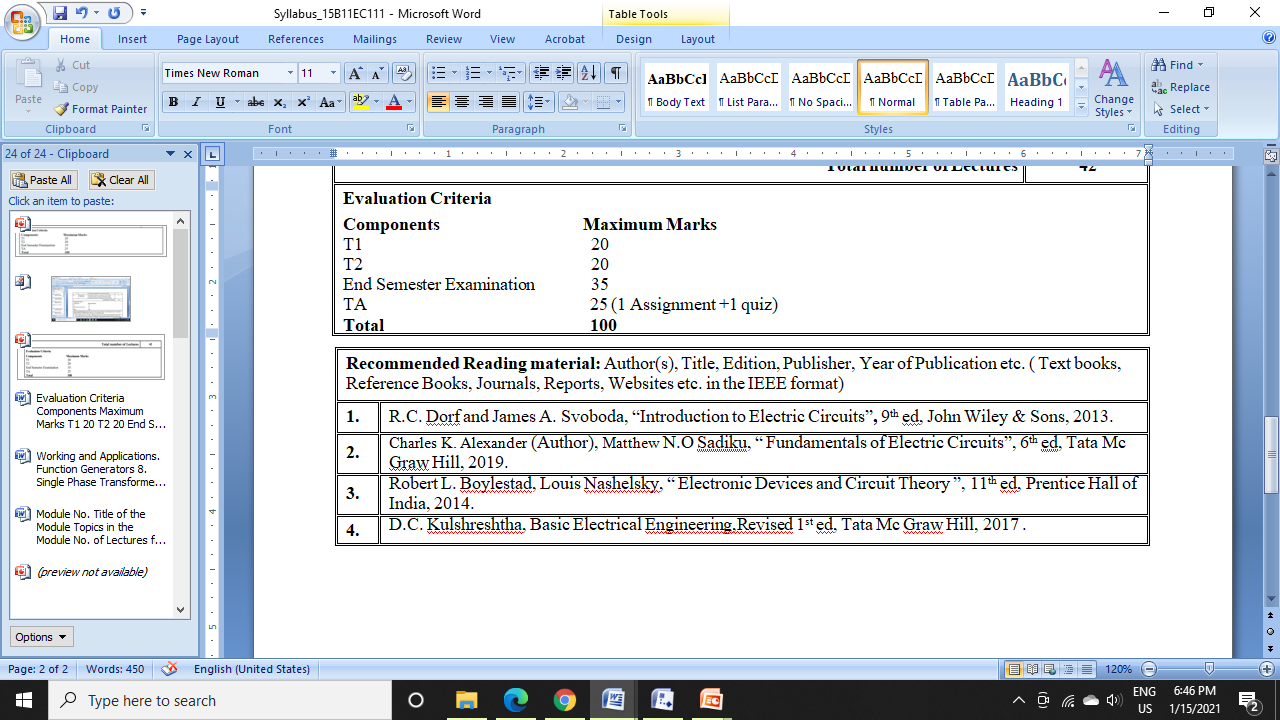 Syllabus_15B11EC111 - Microsoft Word
Table Tools
Home Insert Page Layout References Mailings Review View Acrobat Design Layout
Paste
Cut
Copy
Format Painter
Clipboard
Times New Roman 11
Font
Paragraph
AaBbCcI AaBbCcD AaBbCcD AaBbCcD AaBbCcD AaBbC
¶ Body Text ¶ List Para... ¶ No Spaci... ¶ Normal ¶ Table Pa... Heading 1
Styles
Change
Styles
Find
Replace
Select
Editing
24 of 24 - Clipboard
Paste All Clear All
Click an item to paste:
Evaluation Criteria
Components Maximum
Marks T1 20 T2 20 End S...
Working and Applications.
Function Generators 8.
Single Phase Transforme...
Module No. Title of the
Module Topics in the
Module No. of Lectures f...
(preview not available)
Options
1 2 3 4 5 6 7
2
3
4
5
Total number of Lectures 42
Evaluation Criteria
Components Maximum Marks
T1 20
T2 20
End Semester Examination 35
TA 25 (1 Assignment +1 quiz)
Total 100
Recommended Reading material: Author(s), Title, Edition, Publisher, Year of Publication etc. ( Text books,
Reference Books, Journals, Reports, Websites etc. in the IEEE format)
1. R.C. Dorf and James A. Svoboda, “Introduction to Electric Circuits”, 9th ed, John Wiley & Sons, 2013.
2. Charles K. Alexander (Author), Matthew N.O Sadiku, “ Fundamentals of Electric Circuits”, 6th ed, Tata Mc
Graw Hill, 2019.
3. Robert L. Boylestad, Louis Nashelsky, “ Electronic Devices and Circuit Theory ”, 11th ed, Prentice Hall of
India, 2014.
4. D.C. Kulshreshtha, Basic Electrical Engineering,Revised 1st ed, Tata Mc Graw Hill, 2017 .
Page: 2 of 2 Words: 450 English (United States) 120%
Type here to search
ENG
US
6:46 PM
1/15/2021
2